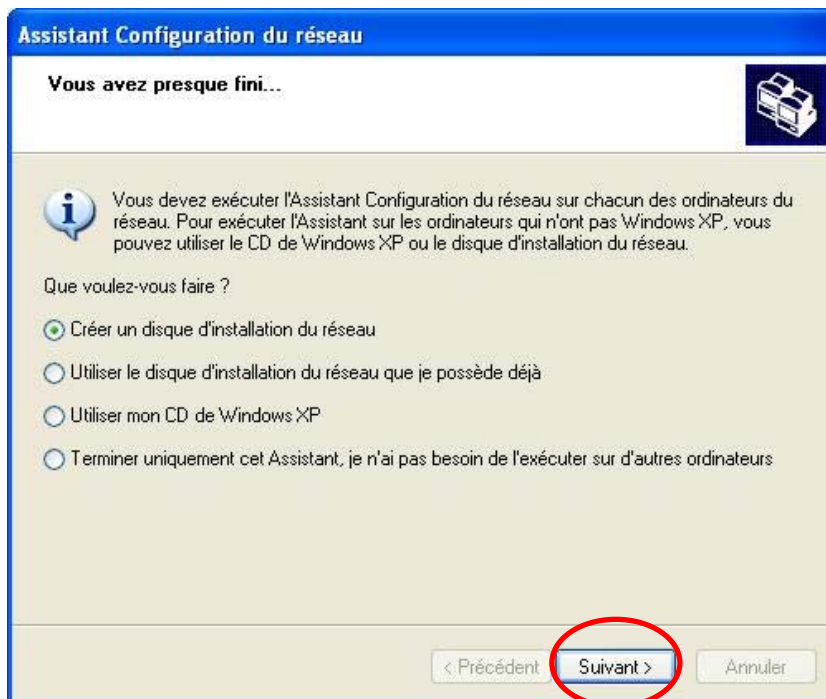 Assistant Configuration du réseau
Vous avez presque fini...
Vous devez exécuter l'Assistant Configuration du réseau sur chacun des ordinateurs du
réseau. Pour exécuter l'Assistant sur les ordinateurs qui n'ont pas Windows XP, vous
pouvez utiliser le CD de Windows XP ou le disque d'installation du réseau.
Que voulez-vous faire ?
Créer un disque d'installation du réseau
Utiliser le disque d'installation du réseau que je possède déjà
Utiliser mon CD de Windows XP
Terminer uniquement cet Assistant, je n'ai pas besoin de l'exécuter sur d'autres ordinateurs
< Précédent Suivant > Annuler